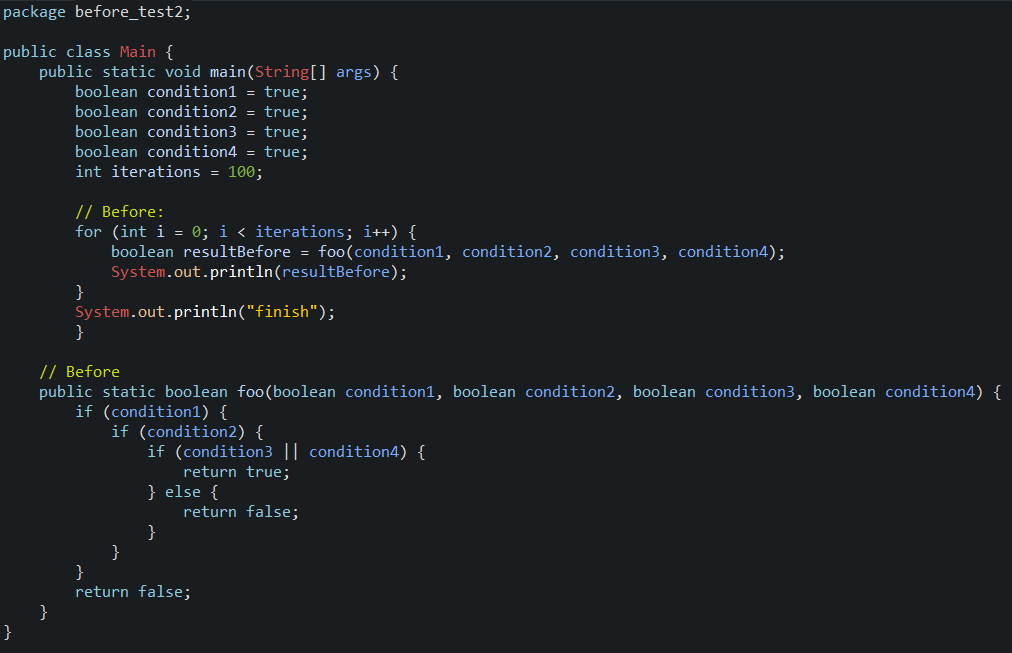 package before_test2;

public class Main {
    public static void main(String[] args) {
        boolean condition1 = true;
        boolean condition2 = true;
        boolean condition3 = true;
        boolean condition4 = true;
        int iterations = 100;

        // Before:
        for (int i = 0; i < iterations; i++) {
            boolean resultBefore = foo(condition1, condition2, condition3, condition4);
            System.out.println(resultBefore);
        }
        System.out.println("finish");
        }

    // Before
    public static boolean foo(boolean condition1, boolean condition2, boolean condition3, boolean condition4) {
        if (condition1) {
            if (condition2) {
                if (condition3 || condition4) {
                    return true;
                } else {
                    return false;
                }
            }
        }
        return false;
    }
}